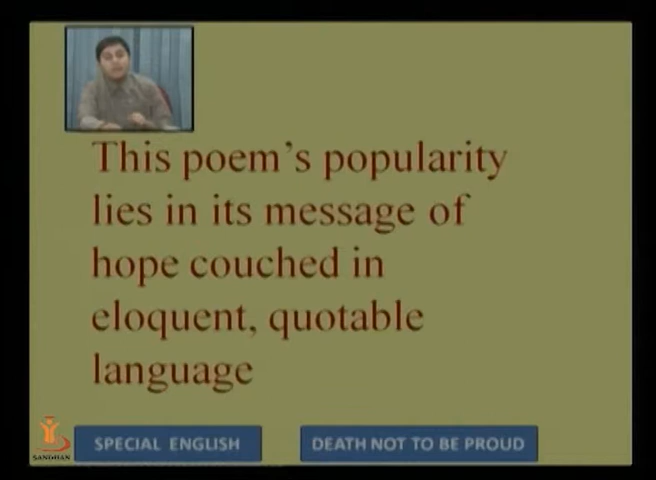 This poem's popularity
lies in its message of
hope couched in
eloquent, quotable
language
SANDHAN
SPECIAL ENGLISH
DEATH NOT TO BE PROUD